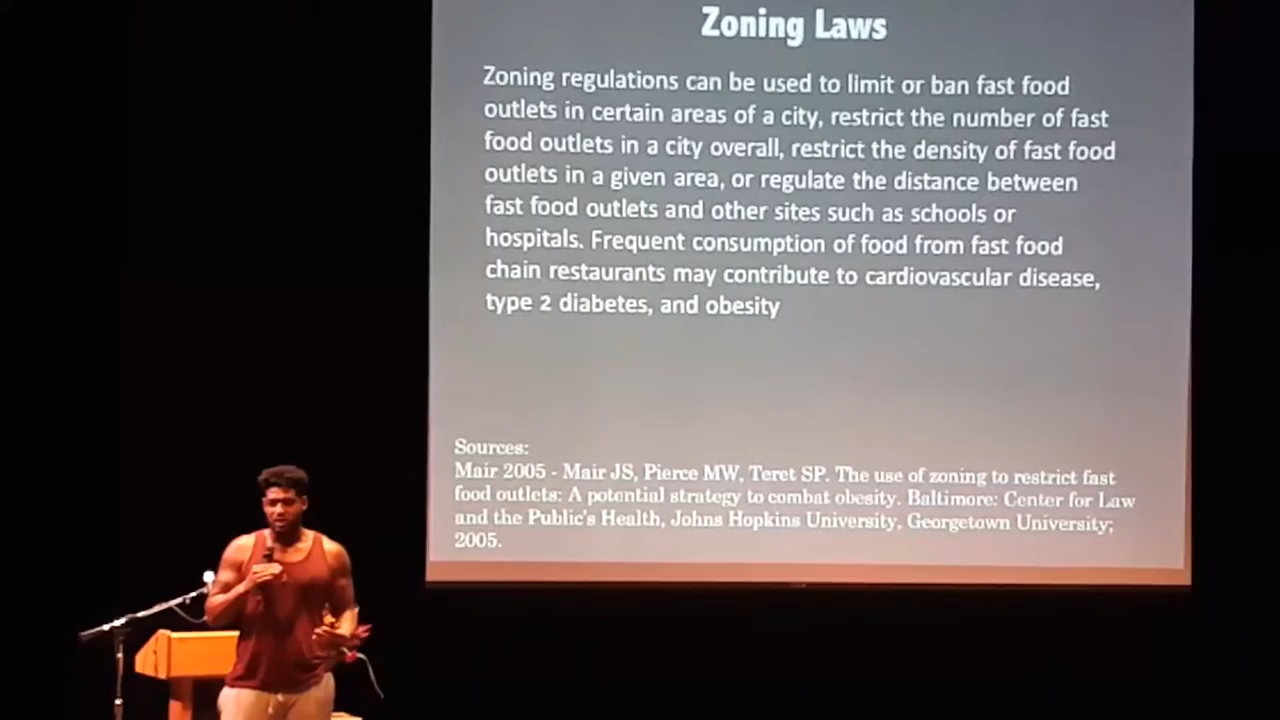 Zoning Laws
Zoning regulations can be used to limit or ban fast food
outlets in certain areas of a city, restrict the number of fast
food outlets in a city overall, restrict the density of fast food
outlets in a given area, or regulate the distance between
fast food outlets and other sites such as schools or
hospitals. Frequent consumption of food from fast food
chain restaurants may contribute to cardiovascular disease,
type 2 diabetes, and obesity
Sources:
Mair 2005 - Mair JS, Pierce MW, Teret SP. The use of zoning to restrict fast
food outlets: A potential strategy to combat obesity. Baltimore: Center for Law
and the Public's Health, Johns Hopkins University, Georgetown University;
2005.